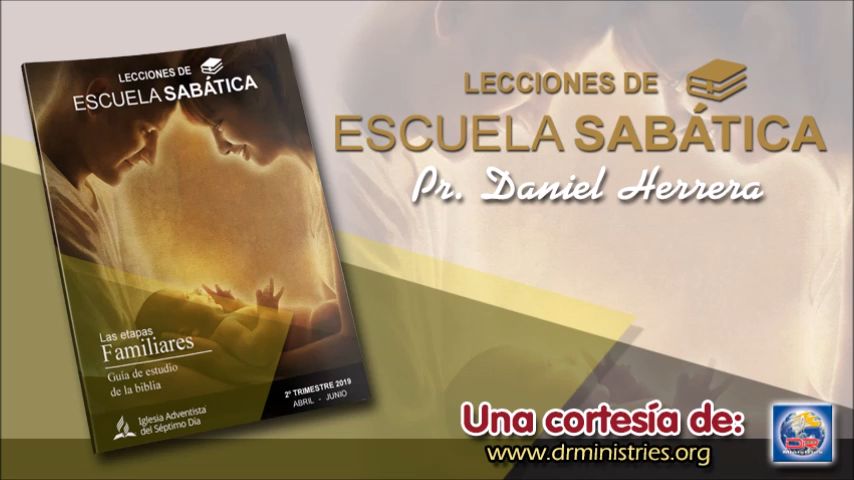 LECCIONES DE
ESCUELA SABÁTICA
Las etapas
Familiares
Guía de estudio
de la biblia
2º TRIMESTRE 2019
ABRIL - JUNIO
Iglesia Adventista
del Séptimo Día
LECCIONES DE
ESCUELA SABÁTICA
Pr. Daniel Herrera
Una cortesía de:
www.drministries.org
DR
Ministries